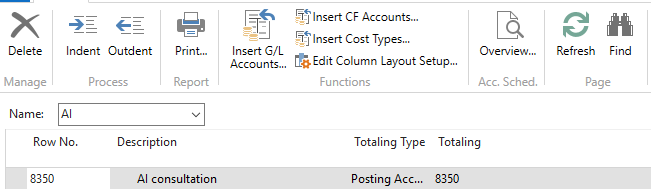 Insert CF Accounts...
Insert Cost Types...
Edit Column Layout Setup...
Delete Indent Outdent Print... Insert G/L Accounts... Overview... Refresh Find
Manage Process Report Functions Acc. Sched. Page
Name: AI
Row No. Description Totaling Type Totaling
8350 AI consultation Posting Acc... 8350